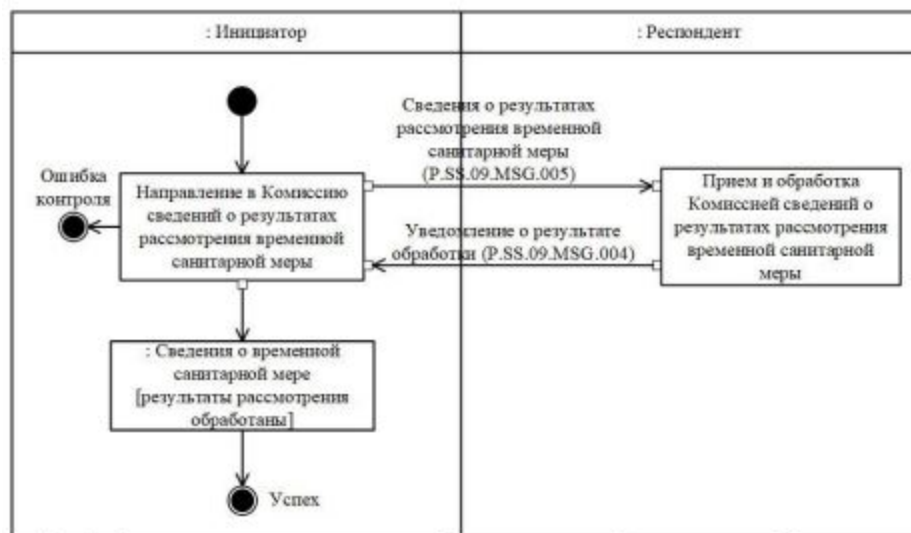 : Инициатор
: Респондент
Сведения о результатах
рассмотрения временной
санитарной меры
(P.SS.09.MSG.005)
Ошибка
контроля
Направление в Комиссию
сведений о результатах
рассмотрения временной
санитарной меры
Прием и обработка
Комиссией сведений о
результатах рассмотрения
временной санитарной
меры
Уведомление о результате
обработки (P.SS.09.MSG.004)
: Сведения о временной
санитарной мере
[результаты рассмотрения
обработаны]
Успех